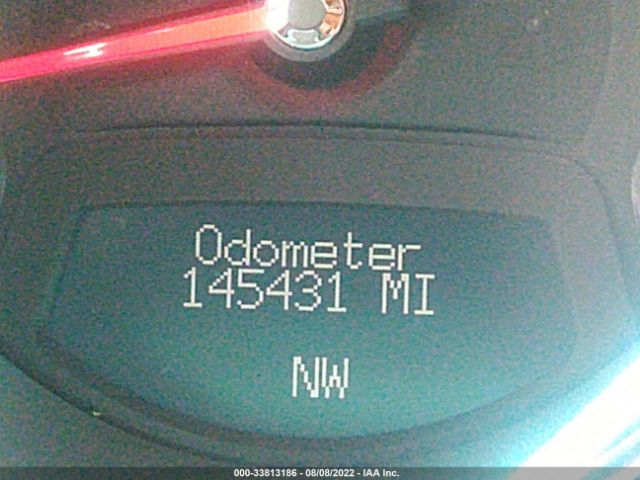 Odometer
145431 MI
NW
000-33813186 - 08/08/2022 - IAA Inc.